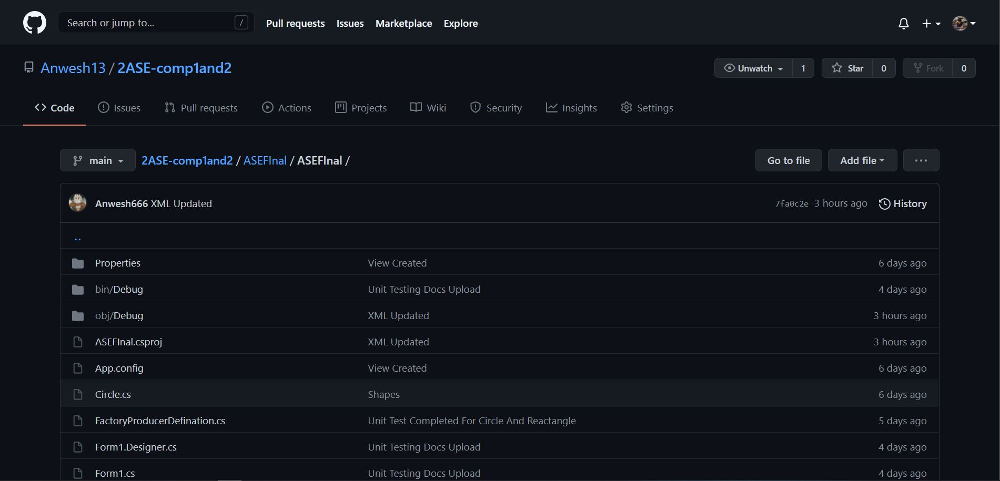 Search or jump to... / Pull requests Issues Marketplace Explore
Anwesh13 / 2ASE-comp1and2 Unwatch 1 Star 0 Fork 0
Code Issues Pull requests Actions Projects Wiki Security Insights Settings
main 2ASE-comp1and2 / ASEFInal / ASEFInal / Go to file Add file ...
Anwesh666 XML Updated 7fa0c2e 3 hours ago History
..
Properties View Created 6 days ago
bin/Debug Unit Testing Docs Upload 4 days ago
obj/Debug XML Updated 3 hours ago
ASEFInal.csproj XML Updated 3 hours ago
App.config View Created 6 days ago
Circle.cs Shapes 6 days ago
FactoryProducerDefination.cs Unit Test Completed For Circle And Reactangle 5 days ago
Form1.Designer.cs Unit Testing Docs Upload 4 days ago
Form1.cs Unit Testing Docs Upload 4 days ago